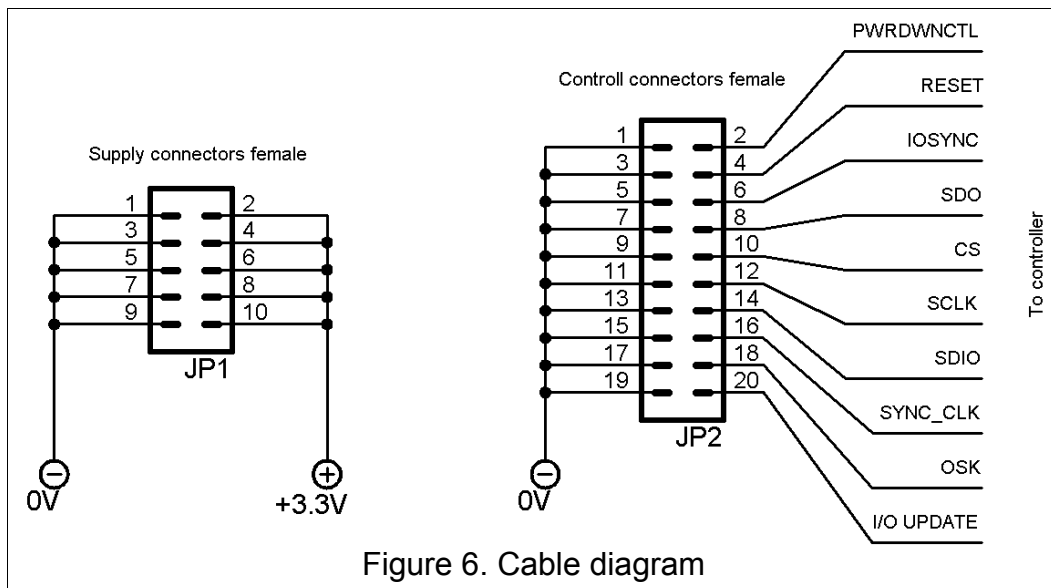 PWRDWNCTL
Controll connectors female
RESET
1 2
3 4
IOSYNC
Supply connectors female
5 6
SDO
1 2
7 8
3 4
9 10
CS
5 6
11 12
7 8
13 14
SCLK
9 10
15 16
JP1
17 18
SDIO
19 20
SYNC_CLK
JP2
OSK
0V
+3.3V
0V
I/O UPDATE
To controller
Figure 6. Cable diagram